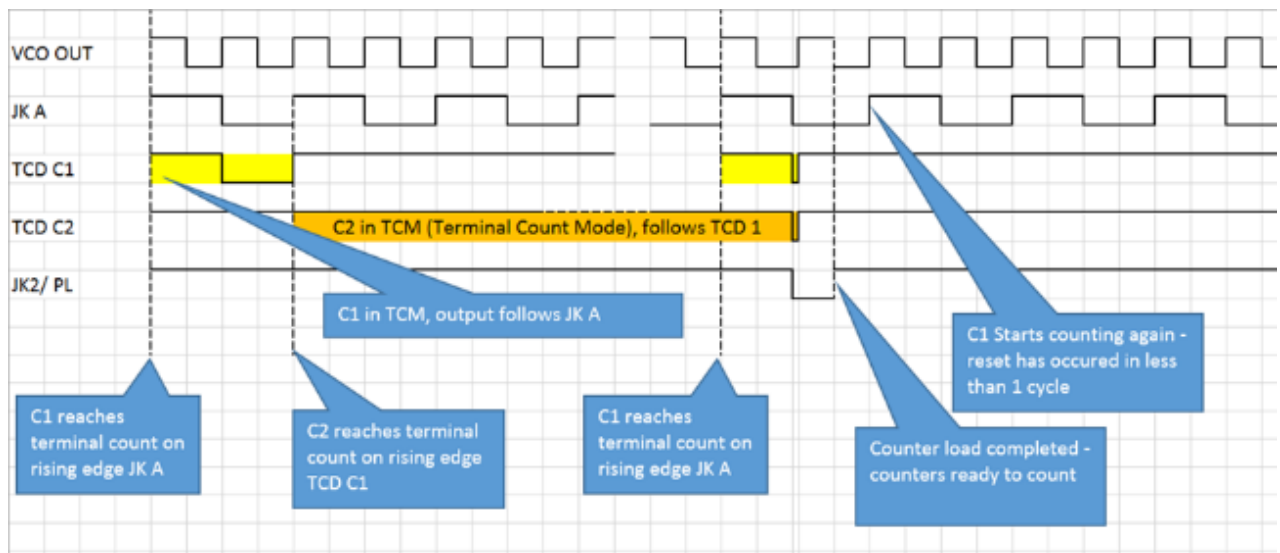 VCO OUT
JK A
TCD C1
TCD C2
C2 in TCM (Terminal Count Mode), follows TCD 1
JK2/ PL
C1 in TCM, output follows JK A
C1 Starts counting again -
reset has occured in less
than 1 cycle
C1 reaches
terminal count on
rising edge JK A
C2 reaches terminal
count on rising edge
TCD C1
C1 reaches
terminal count on
rising edge JK A
Counter load completed -
counters ready to count